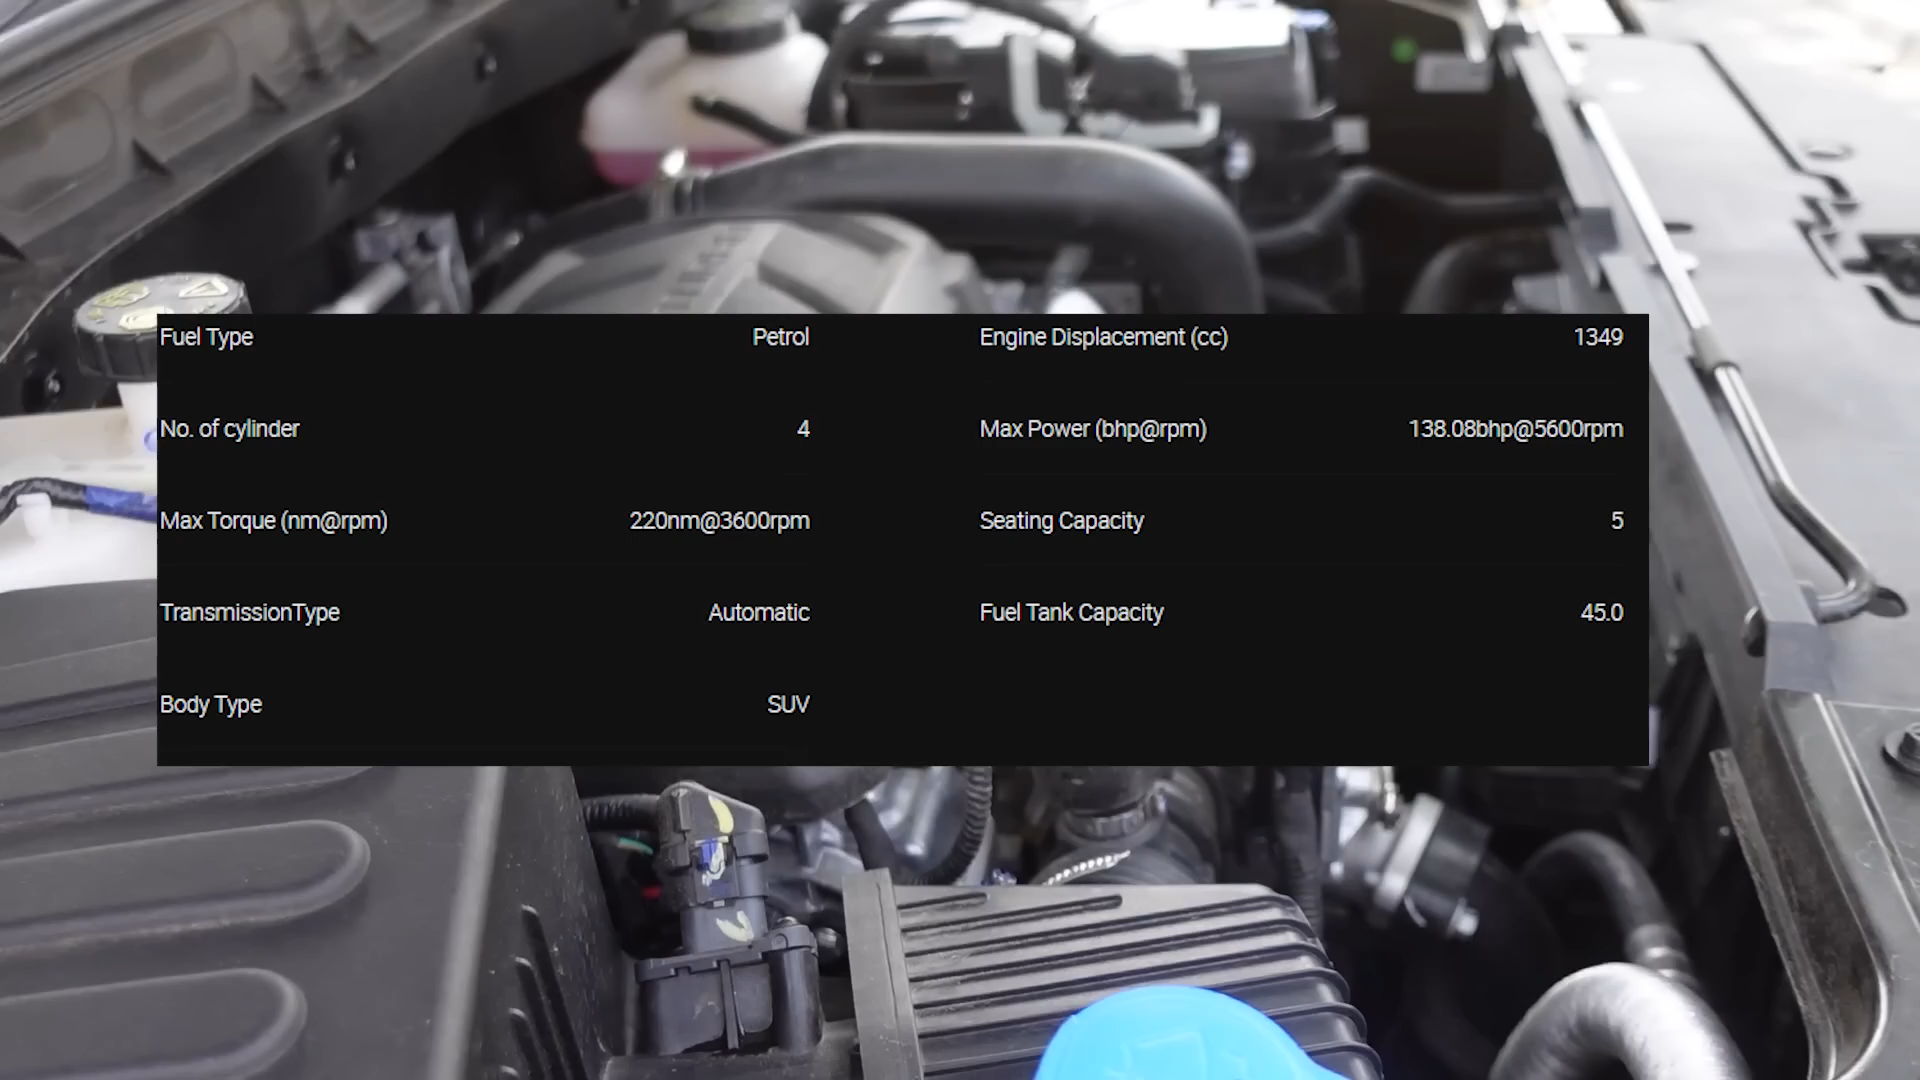 Fuel Type Petrol Engine Displacement (cc) 1349
No. of cylinder 4 Max Power (bhp@rpm) 138.08bhp@5600rpm
Max Torque (nm@rpm) 220nm@3600rpm Seating Capacity 5
TransmissionType Automatic Fuel Tank Capacity 45.0
Body Type SUV